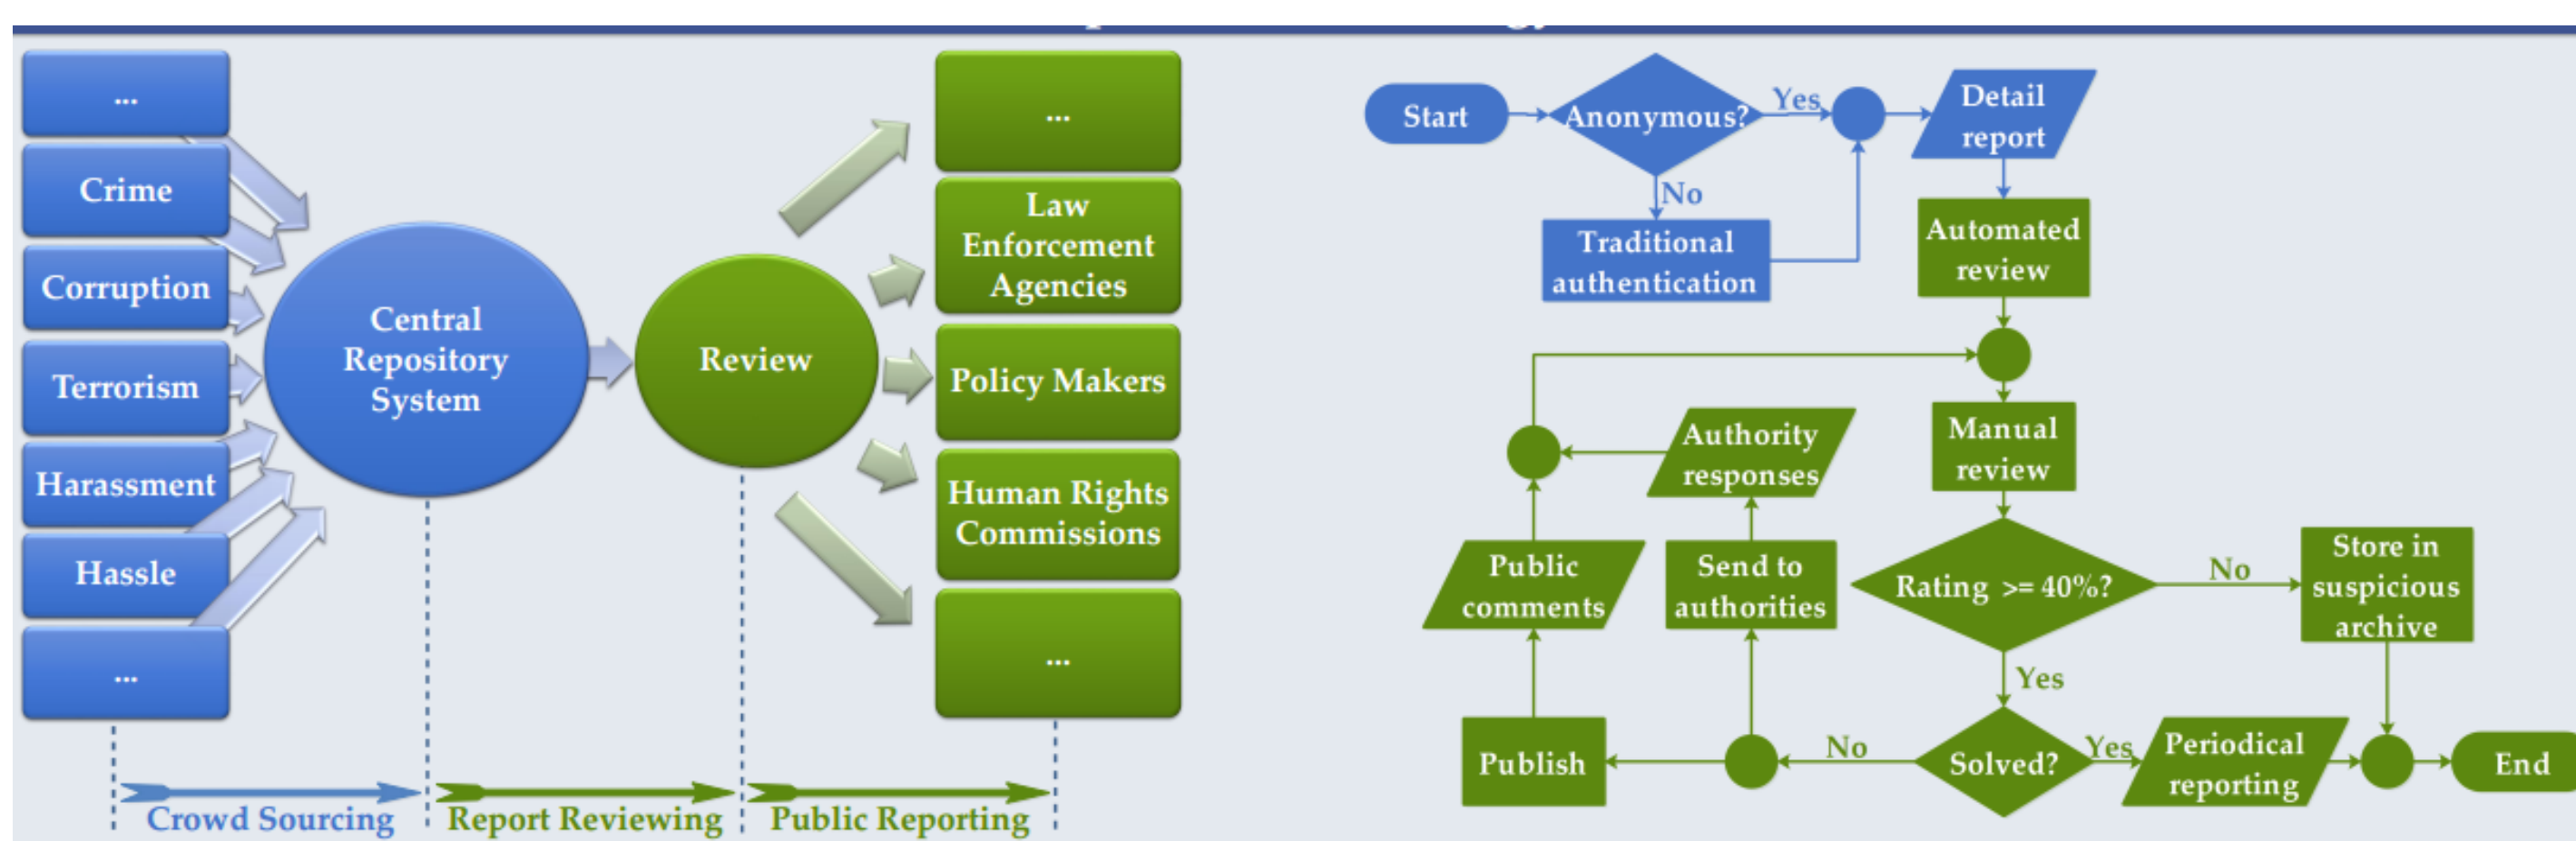 ...
Crime
Corruption
Terrorism
Harassment
Hassle
...
Central
Repository
System
Review
...
Law
Enforcement
Agencies
Policy Makers
Human Rights
Commissions
...
Crowd Sourcing
Report Reviewing
Public Reporting
Start
Anonymous?
Yes
No
Traditional
authentication
Detail
report
Automated
review
Manual
review
Rating >= 40%?
No
Store in
suspicious
archive
Yes
Solved?
Yes
Periodical
reporting
End
No
Publish
Public
comments
Send to
authorities
Authority
responses